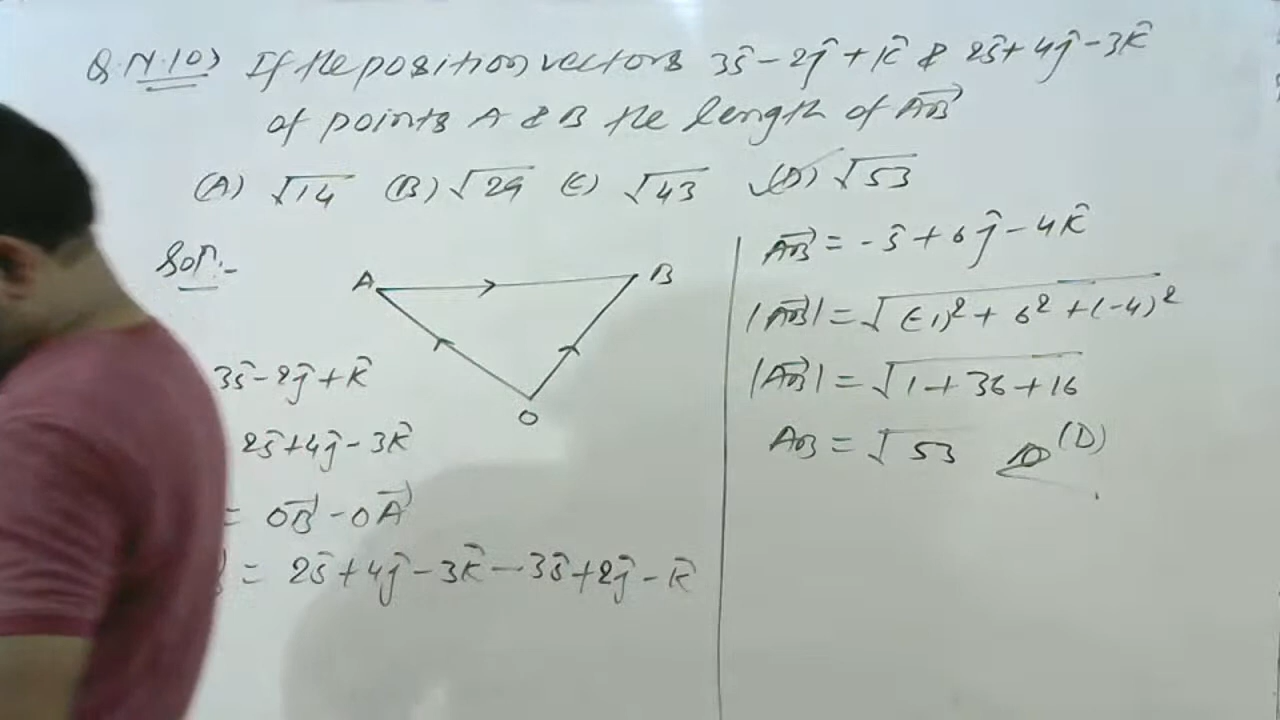 Q.N.10) If the position vectors 3î - 2ĵ + k̂ & 2î + 4ĵ - 3k̂
of points A & B the length of AB⃗
(A) √14 (B) √29 (C) √43 (D) √53
Solⁿ:-
A B
O
3î - 2ĵ + k̂
2î + 4ĵ - 3k̂
= OB⃗ - OA⃗
= 2î + 4ĵ - 3k̂ - 3î + 2ĵ - k̂
AB⃗ = -î + 6ĵ - 4k̂
|AB⃗| = √(-1)² + 6² + (-4)²
|AB⃗| = √1 + 36 + 16
AB = √53 (D)